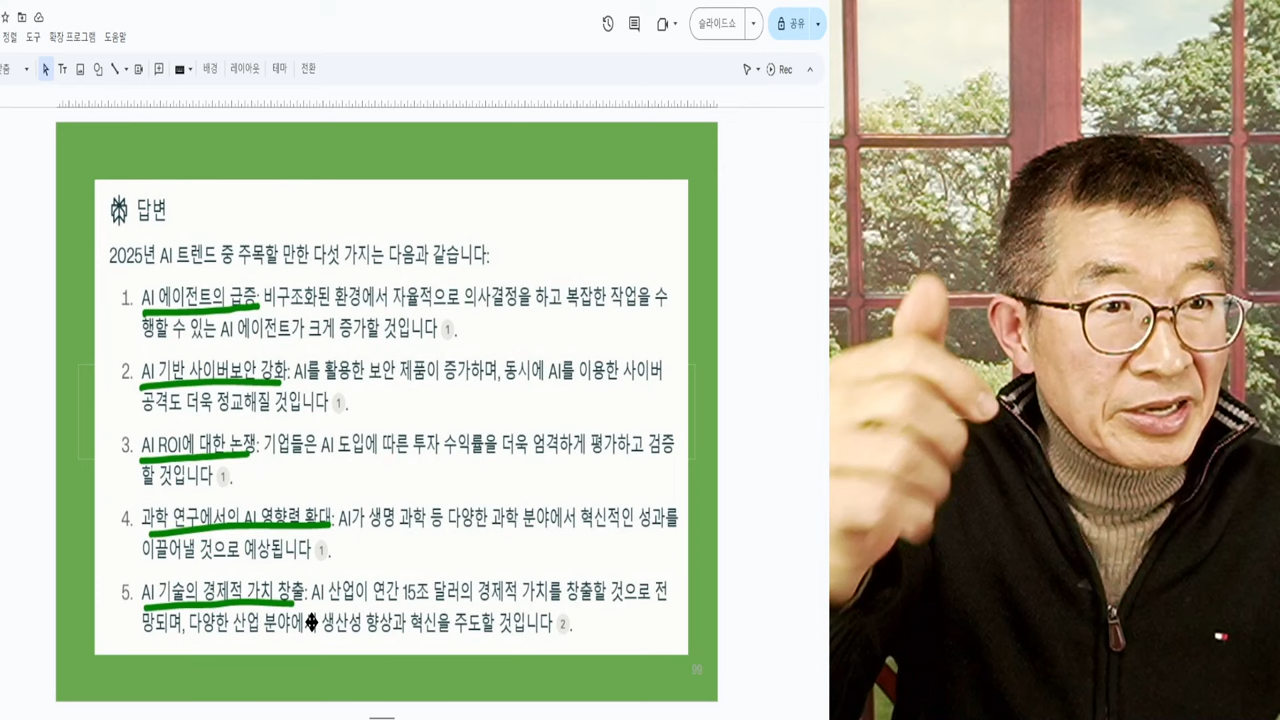 정렬 도구 확장 프로그램 도움말
슬라이드쇼
공유
배경 레이아웃 테마 전환
Rec
답변
2025년 AI 트렌드 중 주목할 만한 다섯 가지는 다음과 같습니다:
1. AI 에이전트의 급증: 비구조화된 환경에서 자율적으로 의사결정을 하고 복잡한 작업을 수
행할 수 있는 AI 에이전트가 크게 증가할 것입니다 1.
2. AI 기반 사이버보안 강화: AI를 활용한 보안 제품이 증가하며, 동시에 AI를 이용한 사이버
공격도 더욱 정교해질 것입니다 1.
3. AI ROI에 대한 논쟁: 기업들은 AI 도입에 따른 투자 수익률을 더욱 엄격하게 평가하고 검증
할 것입니다 1.
4. 과학 연구에서의 AI 영향력 확대: AI가 생명 과학 등 다양한 과학 분야에서 혁신적인 성과를
이끌어낼 것으로 예상됩니다 1.
5. AI 기술의 경제적 가치 창출: AI 산업이 연간 15조 달러의 경제적 가치를 창출할 것으로 전
망되며, 다양한 산업 분야에 생산성 향상과 혁신을 주도할 것입니다 2.